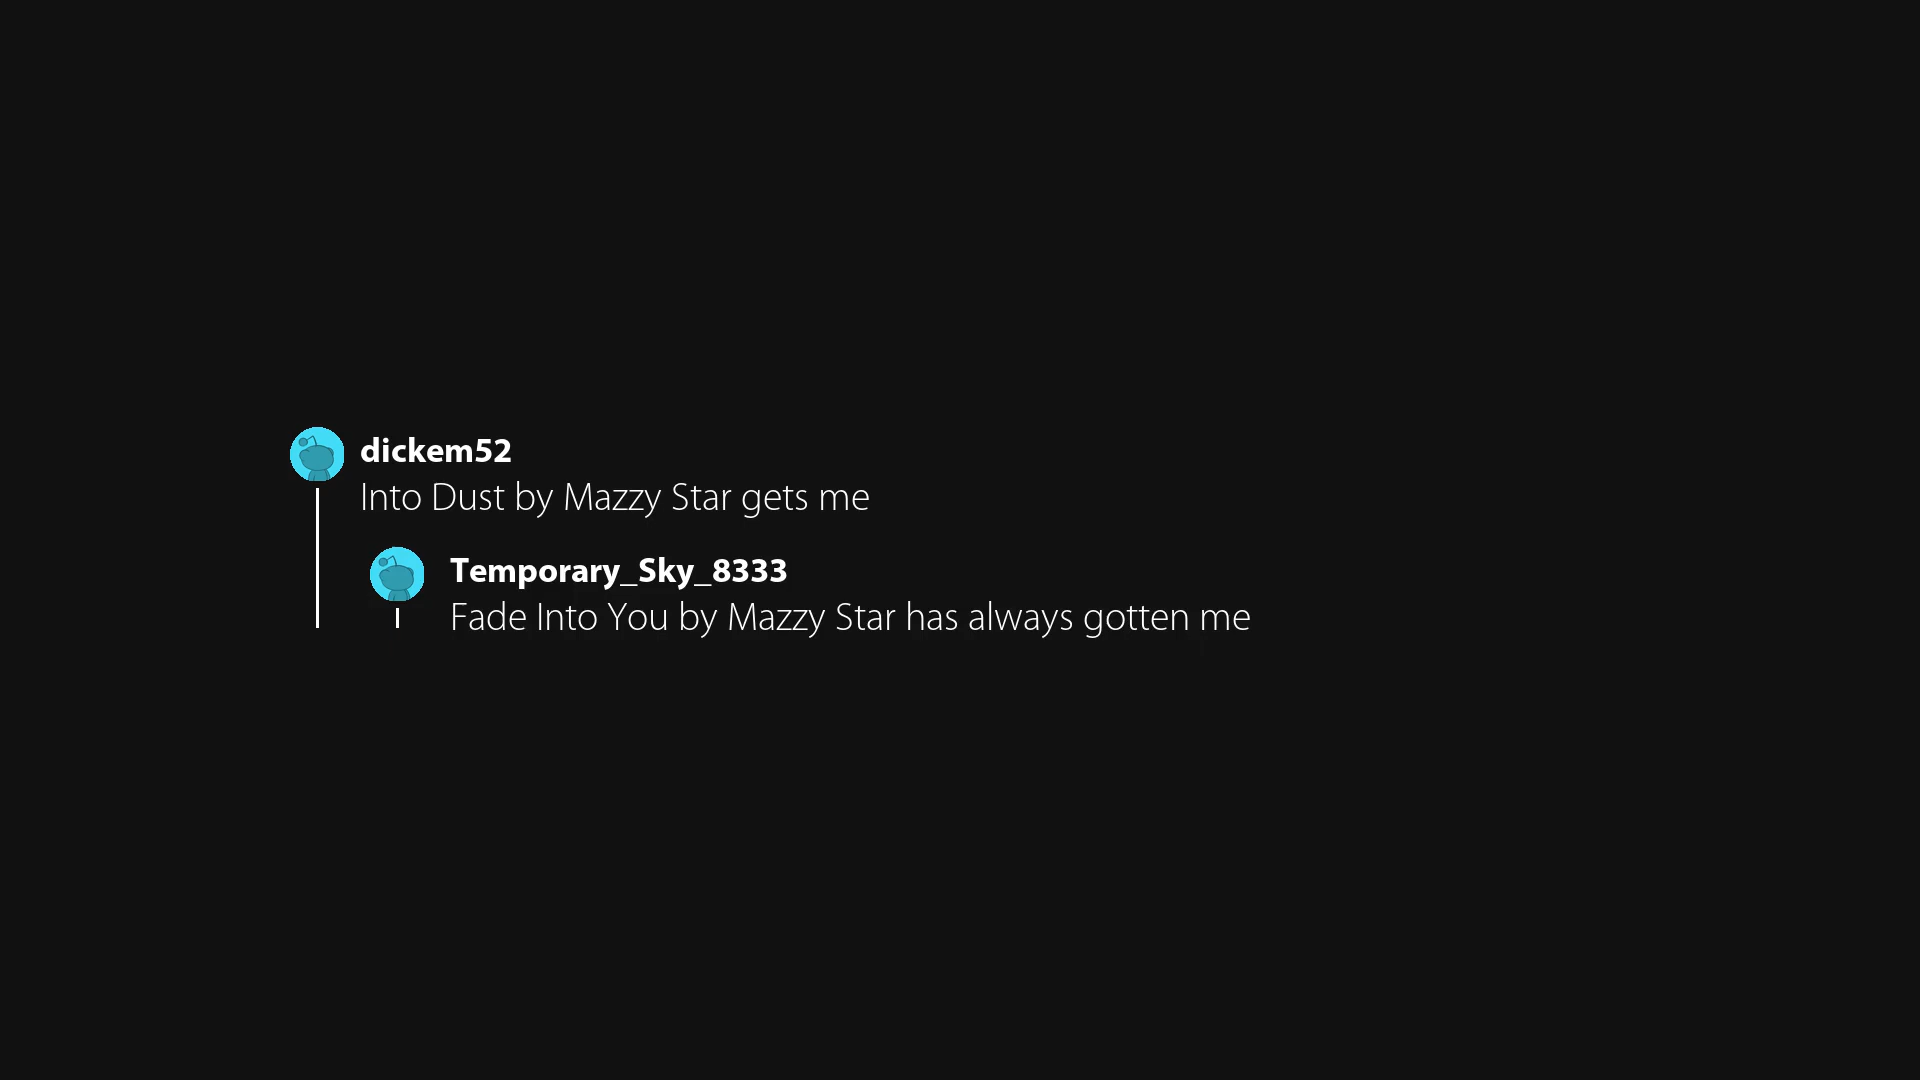 dickem52
Into Dust by Mazzy Star gets me
Temporary_Sky_8333
Fade Into You by Mazzy Star has always gotten me